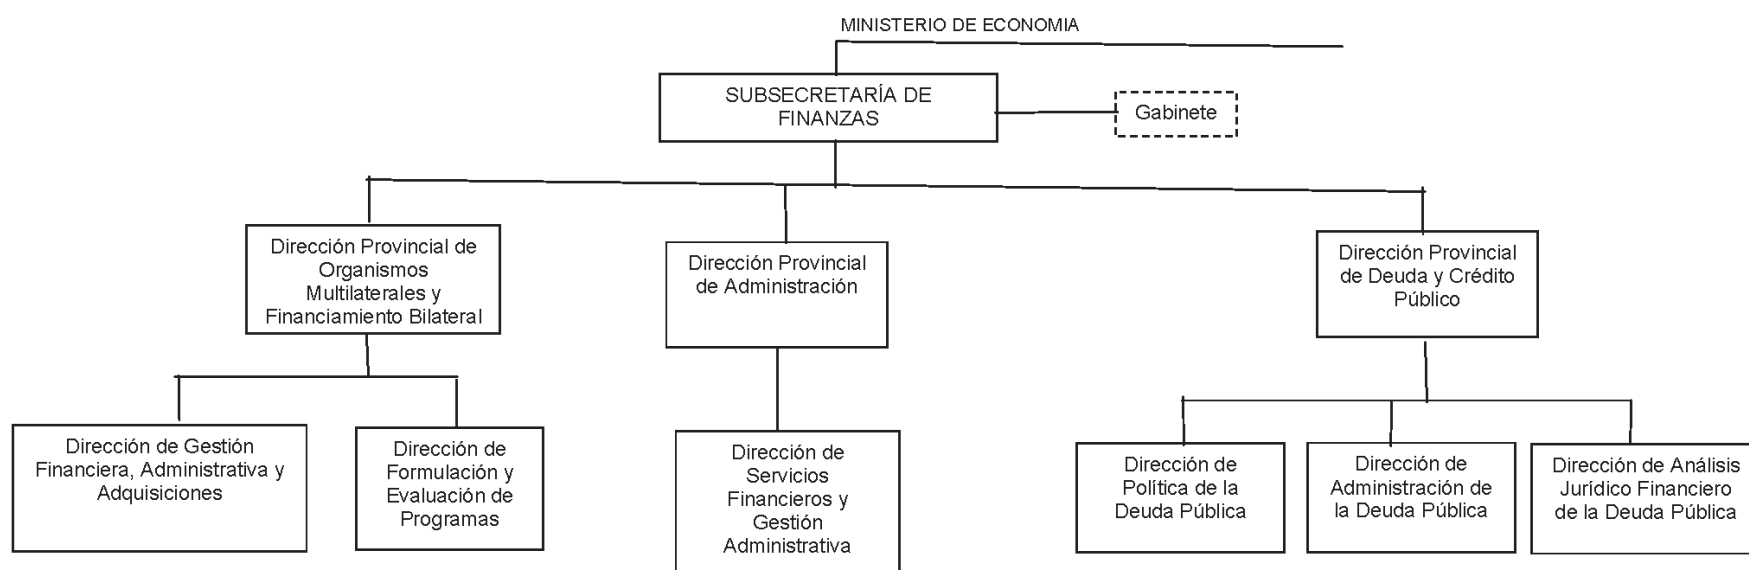 MINISTERIO DE ECONOMIA
SUBSECRETARÍA DE
FINANZAS
Gabinete
Dirección Provincial de
Organismos
Multilaterales y
Financiamiento Bilateral
Dirección Provincial
de Administración
Dirección Provincial
de Deuda y Crédito
Público
Dirección de Gestión
Financiera, Administrativa y
Adquisiciones
Dirección de
Formulación y
Evaluación de
Programas
Dirección de
Servicios
Financieros y
Gestión
Administrativa
Dirección de
Política de la
Deuda Pública
Dirección de
Administración de
la Deuda Pública
Dirección de Análisis
Jurídico Financiero
de la Deuda Pública